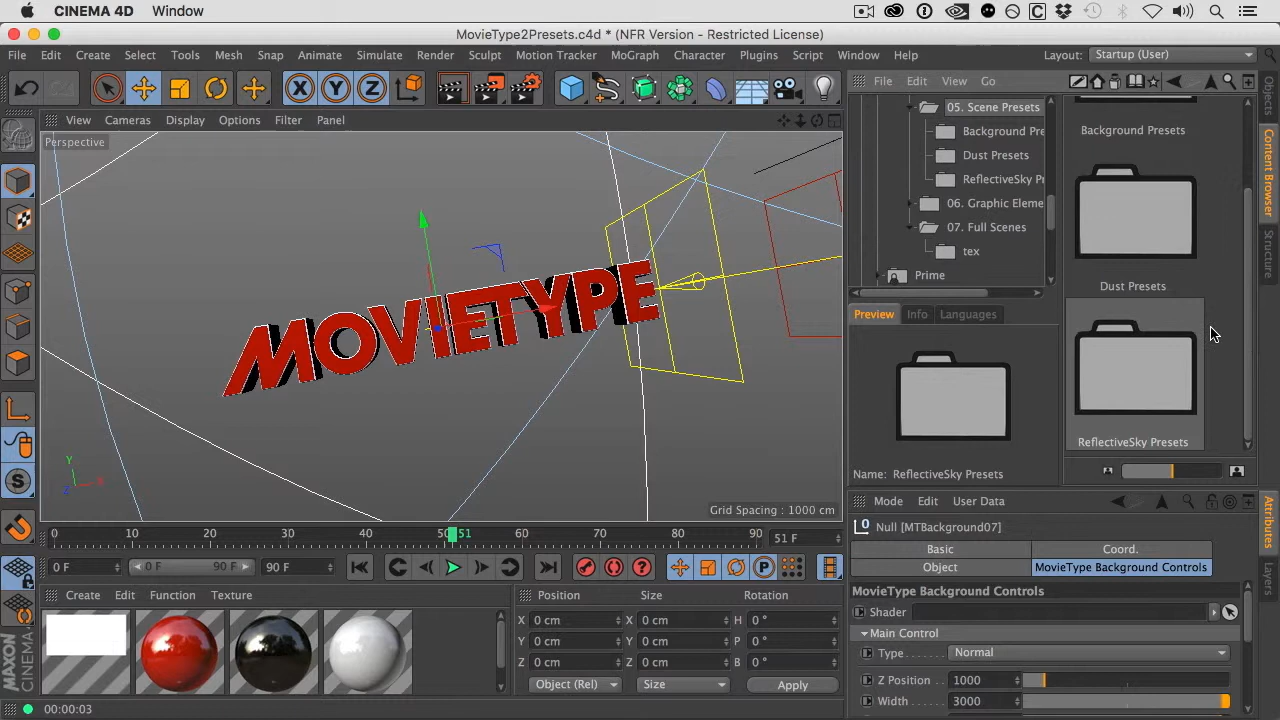 CINEMA 4D Window
MovieType2Presets.c4d * (NFR Version - Restricted License)
File Edit Create Select Tools Mesh Snap Animate Simulate Render Sculpt Motion Tracker MoGraph Character Plugins Script Window Help
Layout: Startup (User)
X Y Z
File Edit View Go
View Cameras Display Options Filter Panel
Perspective
MOVIETYPE
Y
X
Z
Grid Spacing : 1000 cm
05. Scene Presets
Background Pre
Dust Presets
ReflectiveSky P
06. Graphic Eleme
07. Full Scenes
tex
Prime
Background Presets
Dust Presets
ReflectiveSky Presets
Objects
Content Browser
Structure
Preview Info Languages
Name: ReflectiveSky Presets
S
0 10 20 30 40 50 51 60 70 80 90 51 F
0 F 0 F 90 F 90 F
P
Create Edit Function Texture
Position Size Rotation
X 0 cm X 0 cm H 0 °
Y 0 cm Y 0 cm P 0 °
Z 0 cm Z 0 cm B 0 °
Object (Rel) Size Apply
MAXON
CINEMA 4D
00:00:03
Mode Edit User Data
Null [MTBackground07]
Basic Coord.
Object MovieType Background Controls
MovieType Background Controls
Shader
Main Control
Type Normal
Z Position 1000
Width 3000
Attributes
Layers